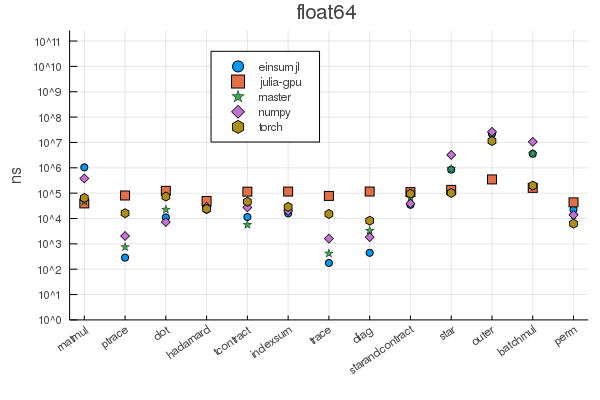 float64
10^11
10^10
10^9
10^8
10^7
10^6
10^5
10^4
10^3
10^2
10^1
10^0
ns
einsumjl
julia-gpu
master
numpy
torch
matmul
ptrace
dot
hadamard
tcontract
indexsum
trace
diag
starandcontract
star
outer
batchmul
perm